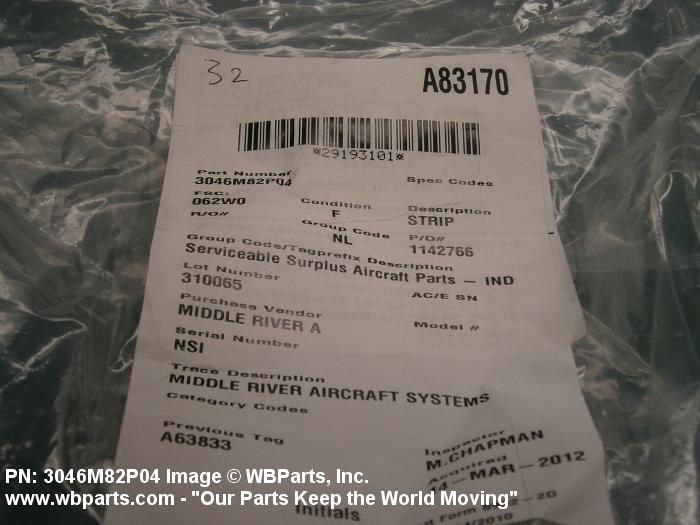 32
A83170
*29193101*
Part Number
Spec Codes
3046M82P04
FSC:
Condition
Description
062W0
F
STRIP
R/O#
Group Code
P/O#
NL
1142766
Group Code/Tagprefix Description
Serviceable Surplus Aircraft Parts – IND
Lot Number
AC/E SN
310065
Purchase Vendor
Model #
MIDDLE RIVER A
Serial Number
NSI
Trace Description
MIDDLE RIVER AIRCRAFT SYSTEMS
Category Codes
Previous Tag
Inspector
A63833
M.CHAPMAN
Acquired
14-MAR-2012
PN: 3046M82P04 Image © WBParts, Inc.
www.wbparts.com - "Our Parts Keep the World Moving"
Initials